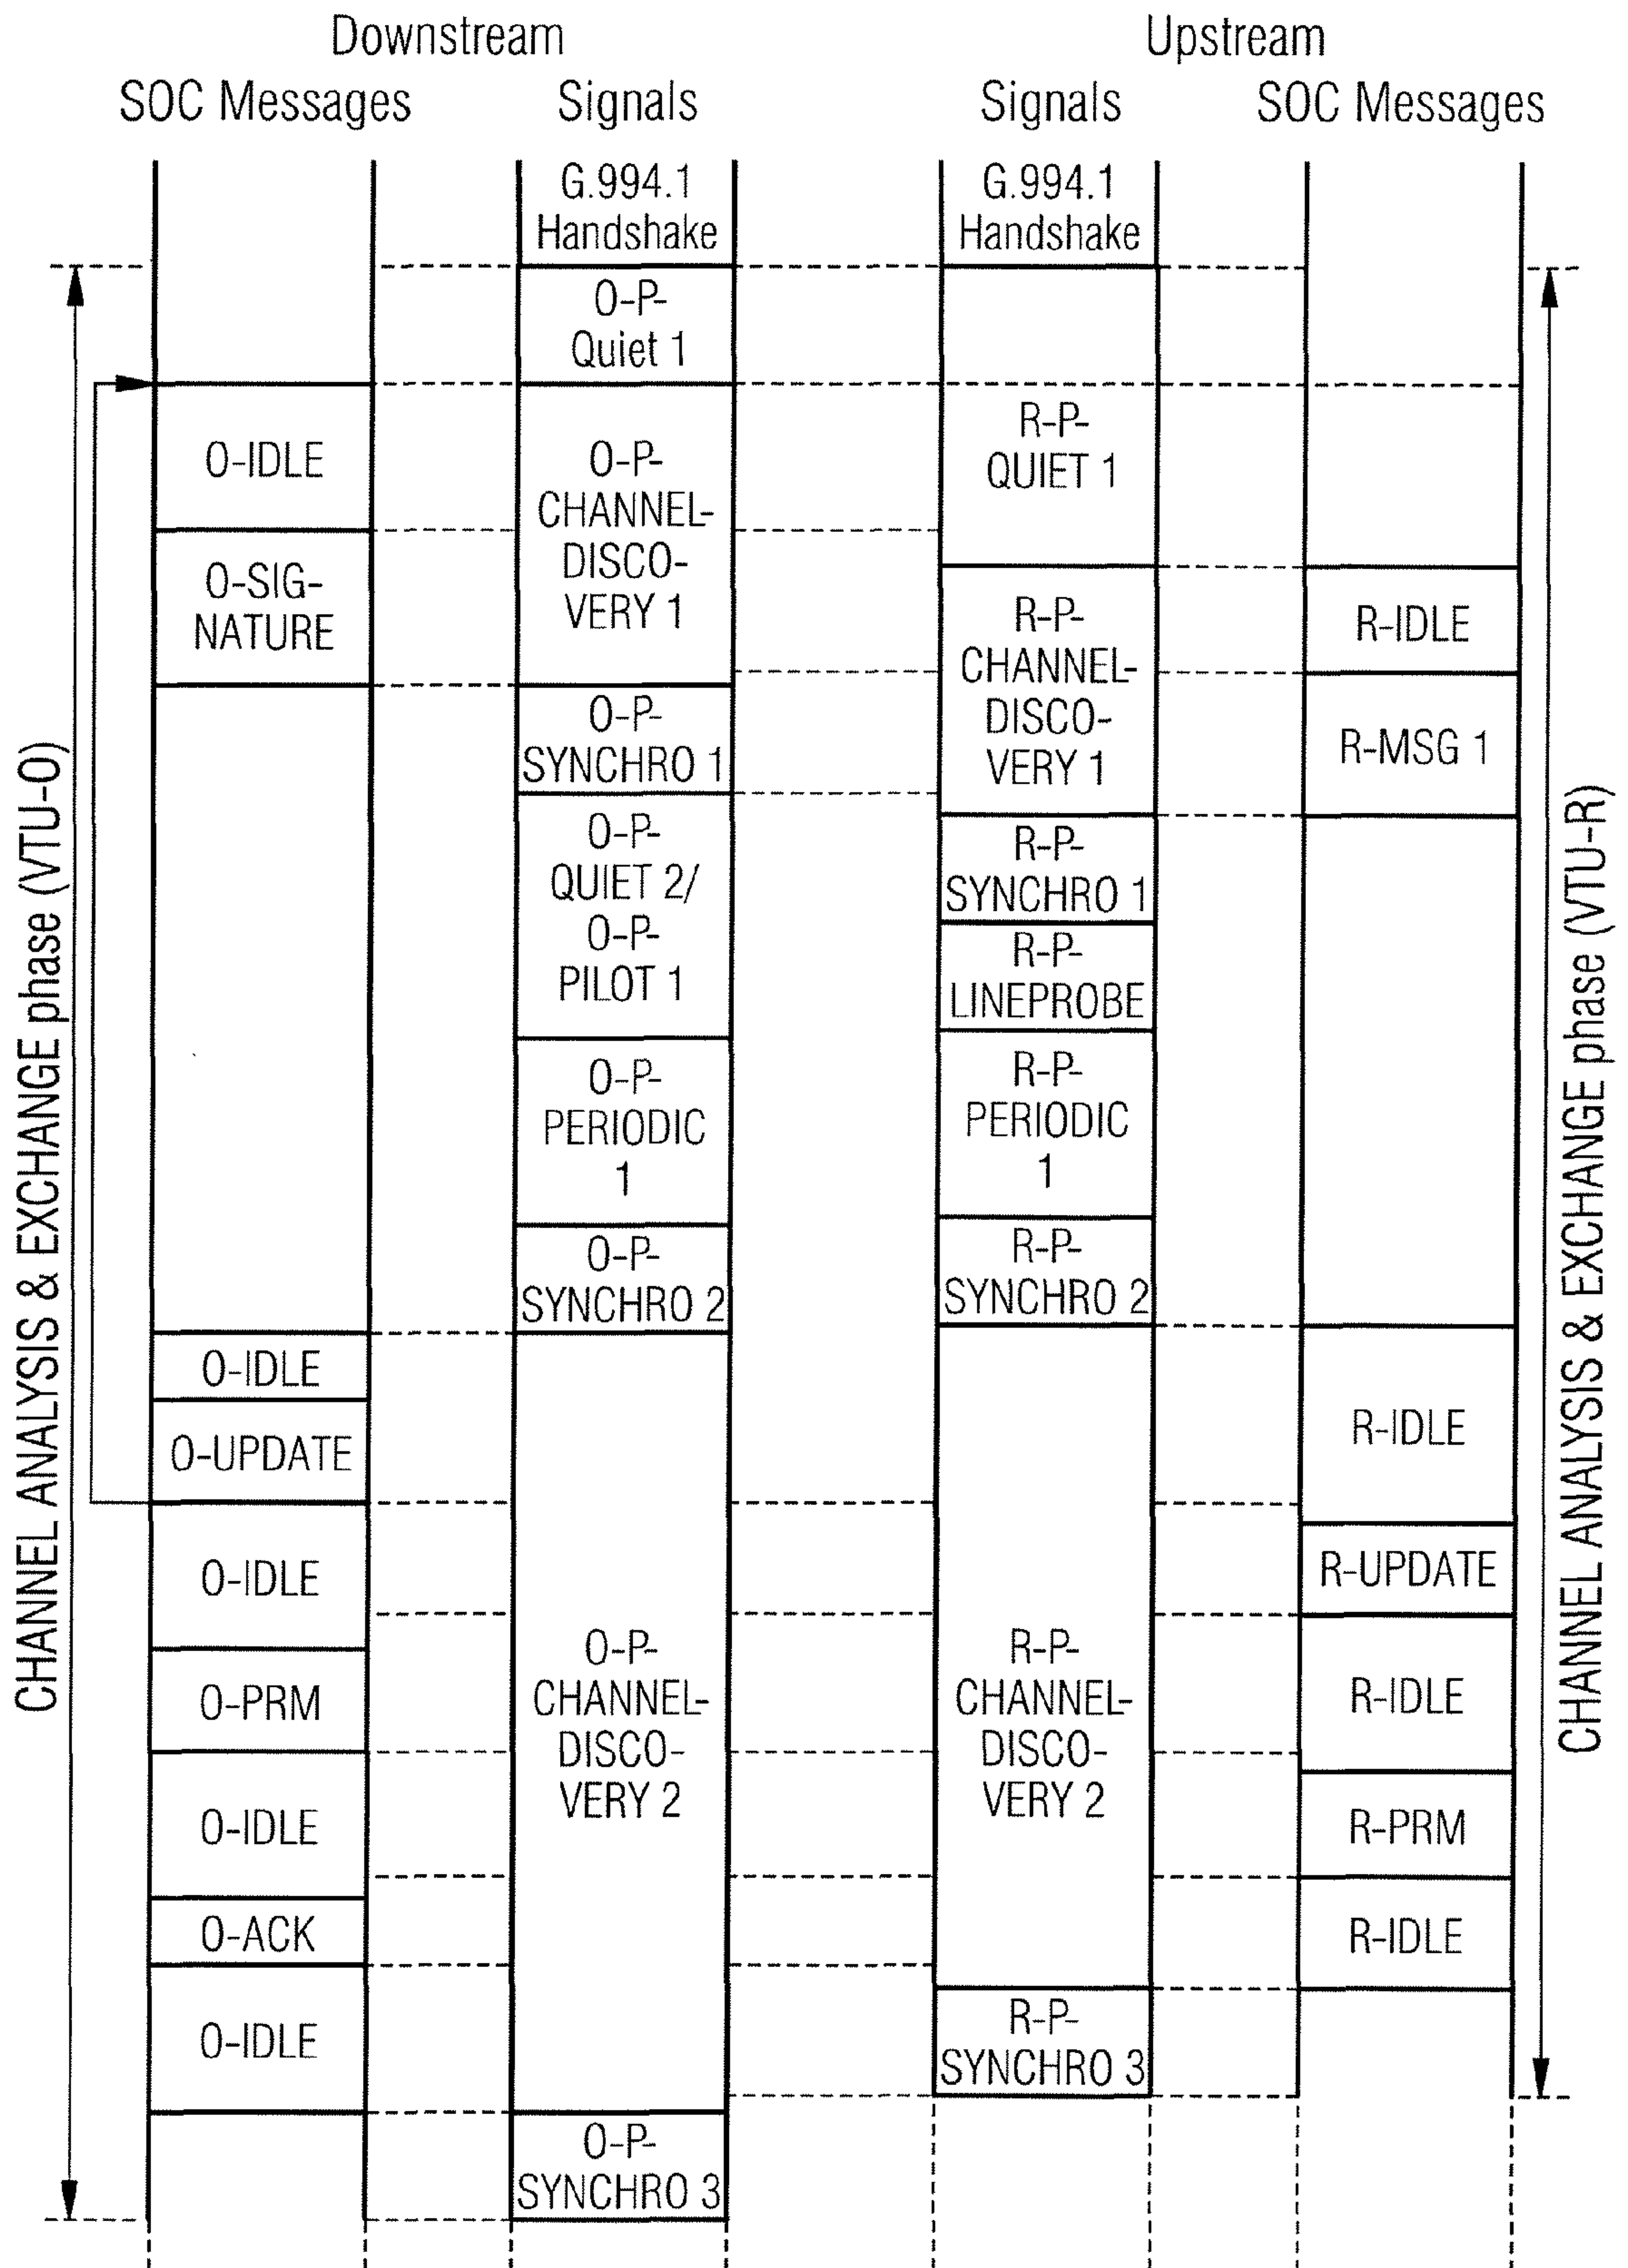 Downstream
Upstream
SOC Messages
Signals
Signals
SOC Messages
G.994.1
Handshake
G.994.1
Handshake
O-P-
Quiet 1
R-P-
QUIET 1
O-IDLE
O-P-
CHANNEL-
DISCO-
VERY 1
O-SIG-
NATURE
R-P-
CHANNEL-
DISCO-
VERY 1
R-IDLE
R-MSG 1
O-P-
SYNCHRO 1
O-P-
QUIET 2/
O-P-
PILOT 1
R-P-
SYNCHRO 1
R-P-
LINEPROBE
O-P-
PERIODIC
1
R-P-
PERIODIC
1
O-P-
SYNCHRO 2
R-P-
SYNCHRO 2
O-IDLE
O-UPDATE
R-IDLE
O-IDLE
R-UPDATE
O-P-
CHANNEL-
DISCO-
VERY 2
R-P-
CHANNEL-
DISCO-
VERY 2
O-PRM
R-IDLE
O-IDLE
R-PRM
O-ACK
R-IDLE
O-IDLE
R-P-
SYNCHRO 3
O-P-
SYNCHRO 3
CHANNEL ANALYSIS & EXCHANGE phase (VTU-O)
CHANNEL ANALYSIS & EXCHANGE phase (VTU-R)